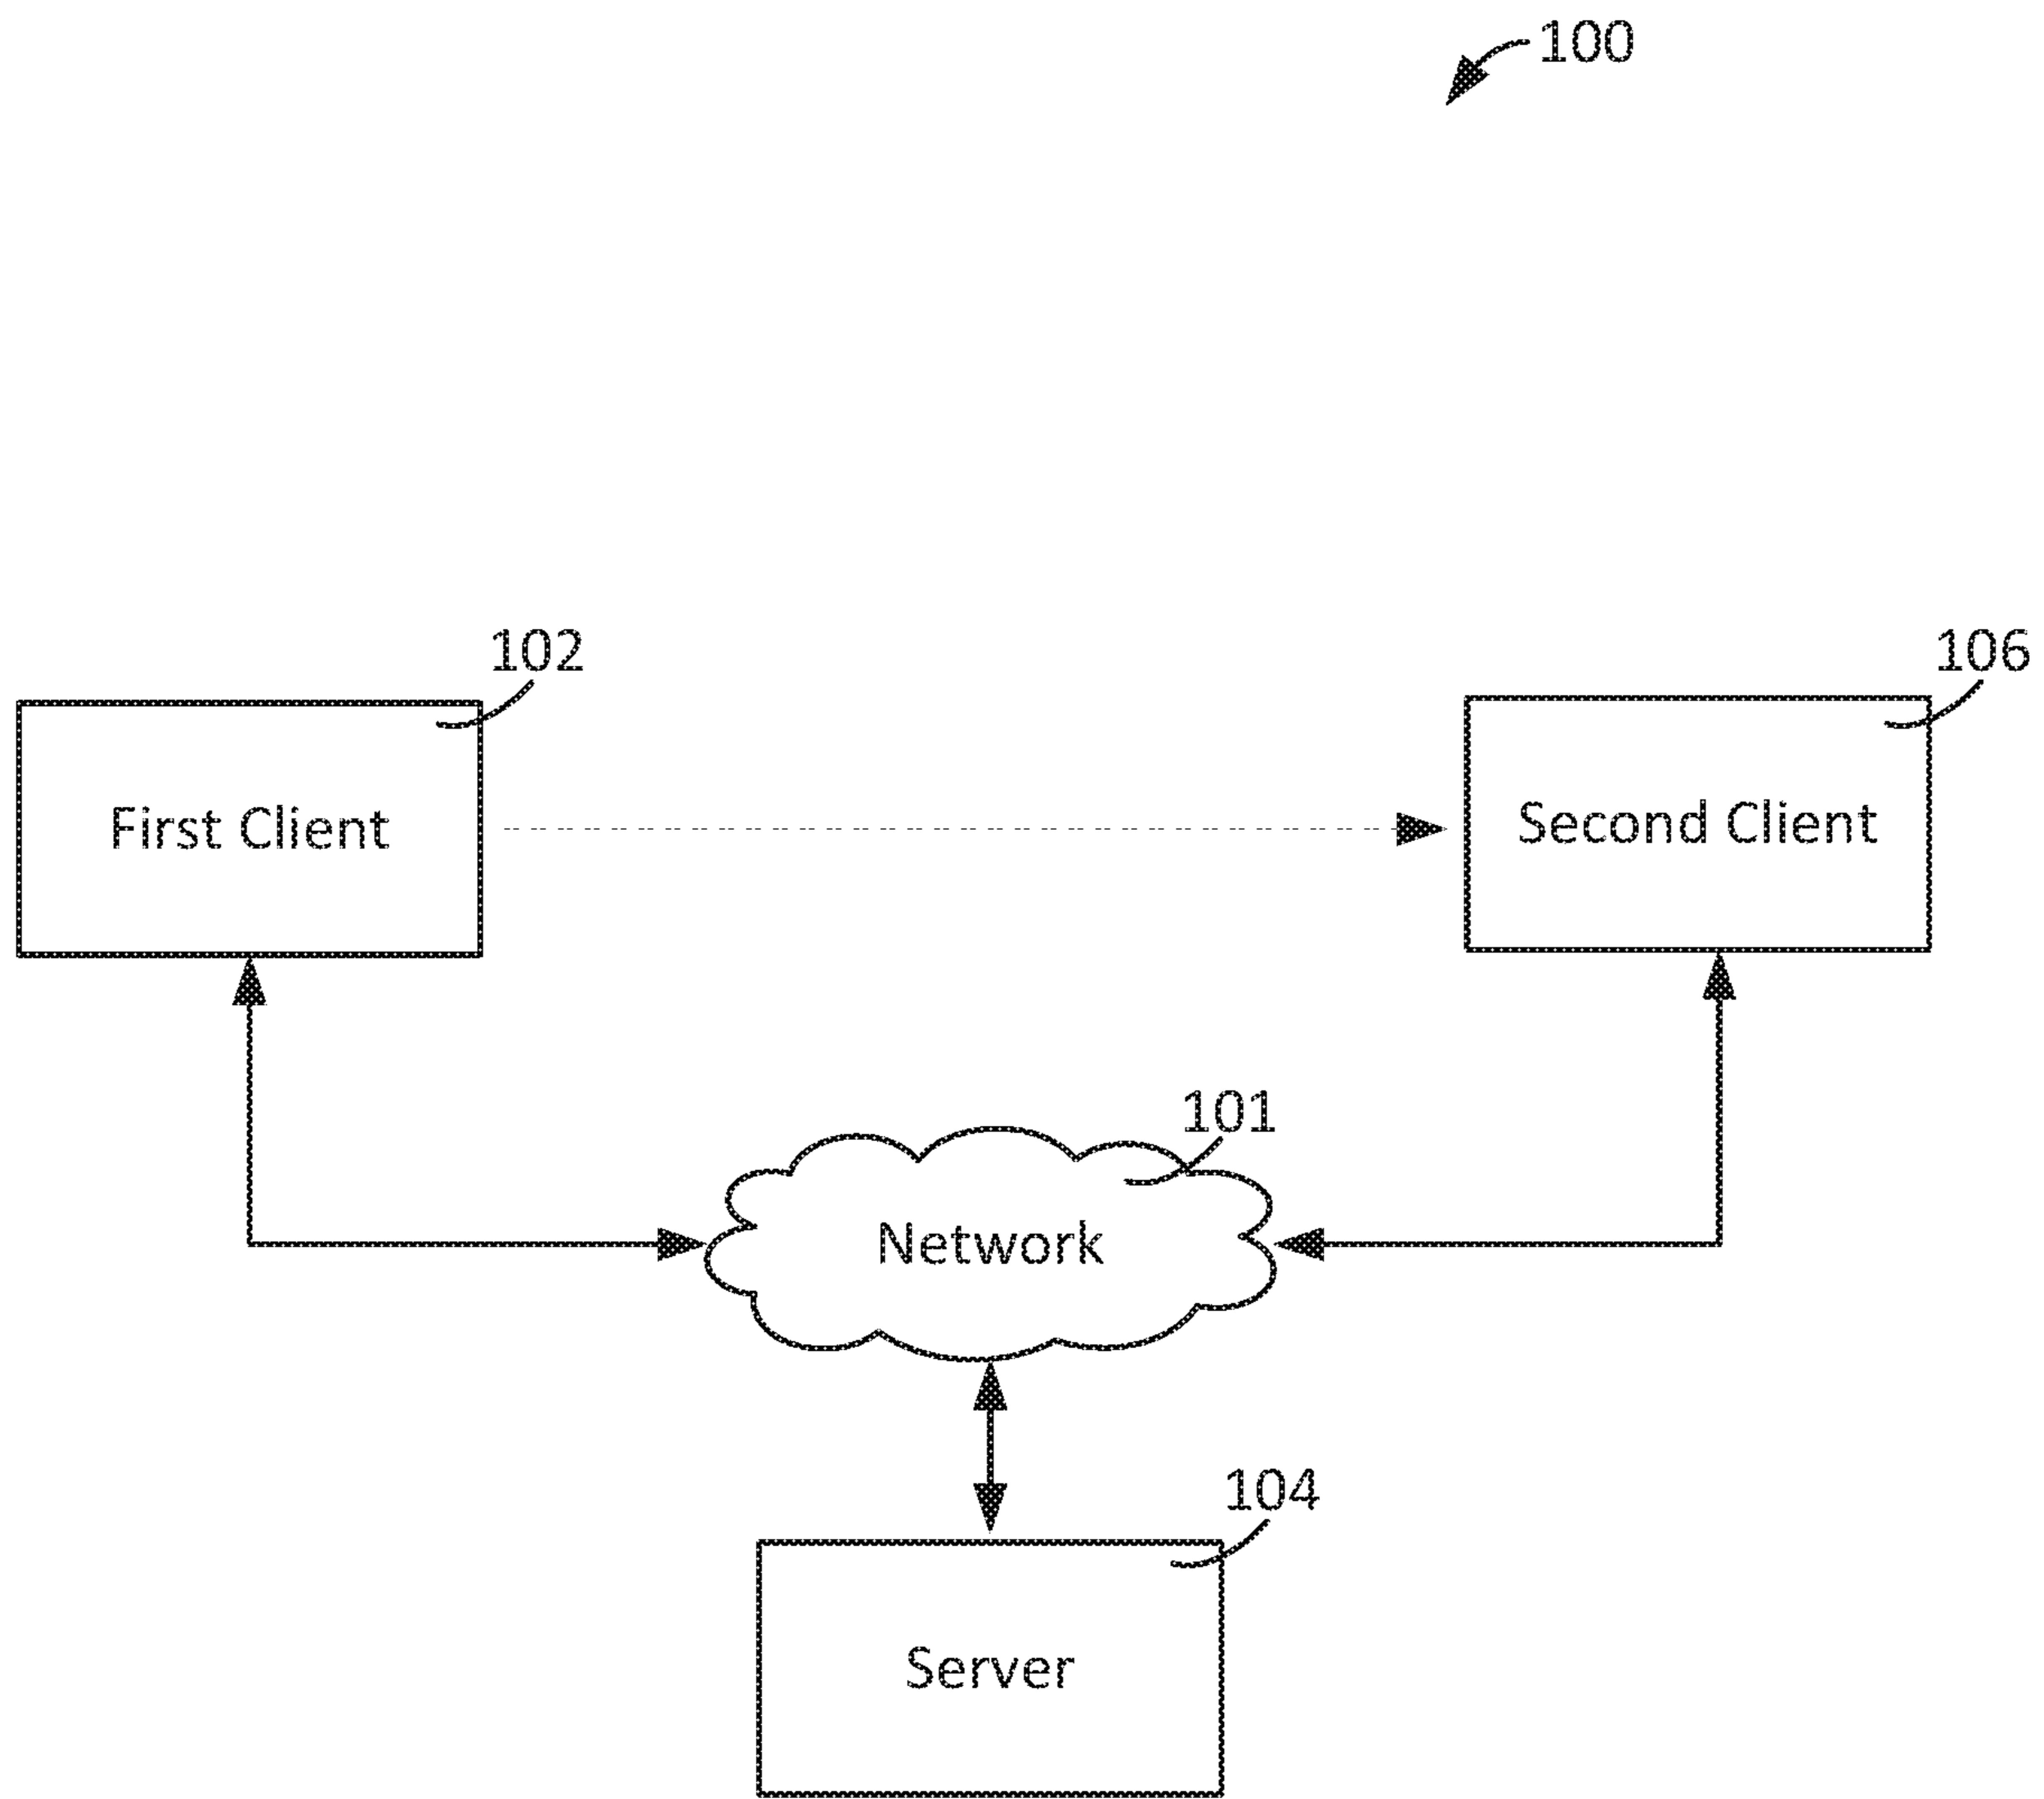 100
102
106
First Client
Second Client
101
Network
104
Server